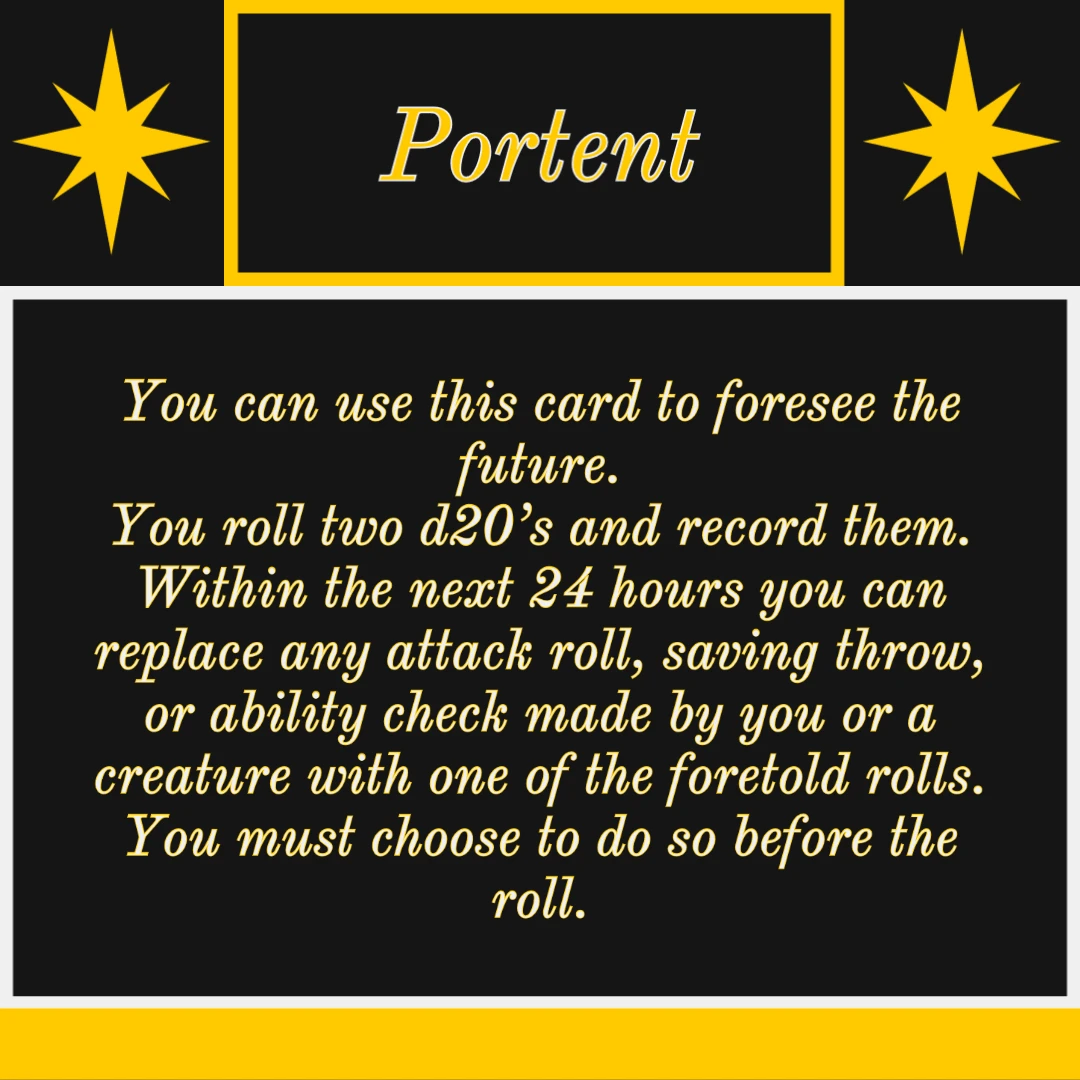 Portent
You can use this card to foresee the
future.
You roll two d20’s and record them.
Within the next 24 hours you can
replace any attack roll, saving throw,
or ability check made by you or a
creature with one of the foretold rolls.
You must choose to do so before the
roll.